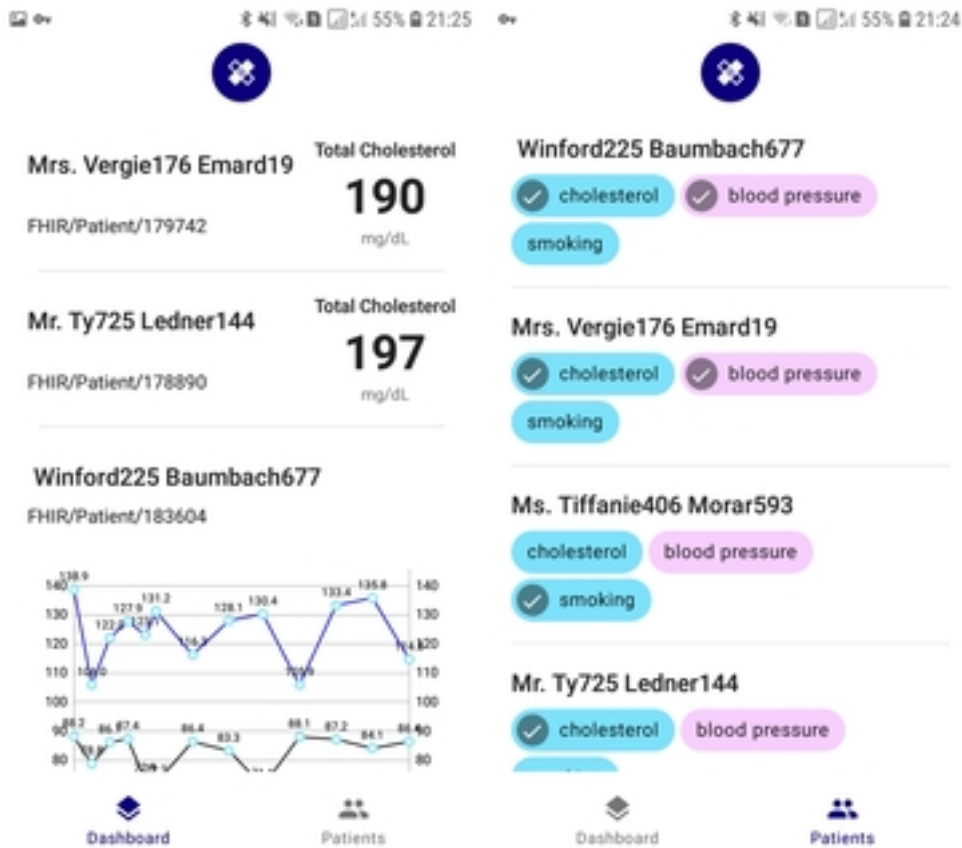 55% 21:25
Mrs. Vergie176 Emard19
Total Cholesterol
190
mg/dL
FHIR/Patient/179742
Mr. Ty725 Ledner144
Total Cholesterol
197
mg/dL
FHIR/Patient/178890
Winford225 Baumbach677
FHIR/Patient/183604
138.9
140 140
131.2 133.4 135.8
127.9 128.1 130.4
130 130
120 120
110 110
100 100
90 90
88.2 87.4 86.4 83.3 88.1 87.2 84.1
80 80
Dashboard Patients
55% 21:24
Winford225 Baumbach677
cholesterol blood pressure
smoking
Mrs. Vergie176 Emard19
cholesterol blood pressure
smoking
Ms. Tiffanie406 Morar593
cholesterol blood pressure
smoking
Mr. Ty725 Ledner144
cholesterol blood pressure
Dashboard Patients